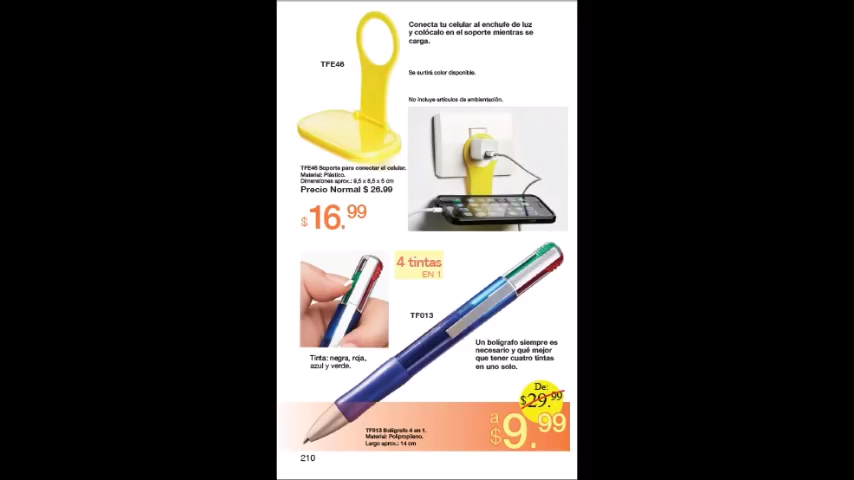 Conecta tu celular al enchufe de luz
y colócalo en el soporte mientras se
carga.
TFE46
Se surtirá color disponible.
No incluye artículos de ambientación.
TFE46 Soporte para conectar el celular.
Material: Plástico.
Dimensiones aprox.: 9,5 x 8,5 x 6 cm
Precio Normal $ 26.99
$16.99
4 tintas
EN 1
TF013
Un bolígrafo siempre es
necesario y qué mejor
que tener cuatro tintas
en uno solo.
Tinta: negra, roja,
azul y verde.
De:
$29.99
a
$9.99
TF013 Bolígrafo 4 en 1.
Material: Polipropileno.
Largo aprox.: 14 cm
210